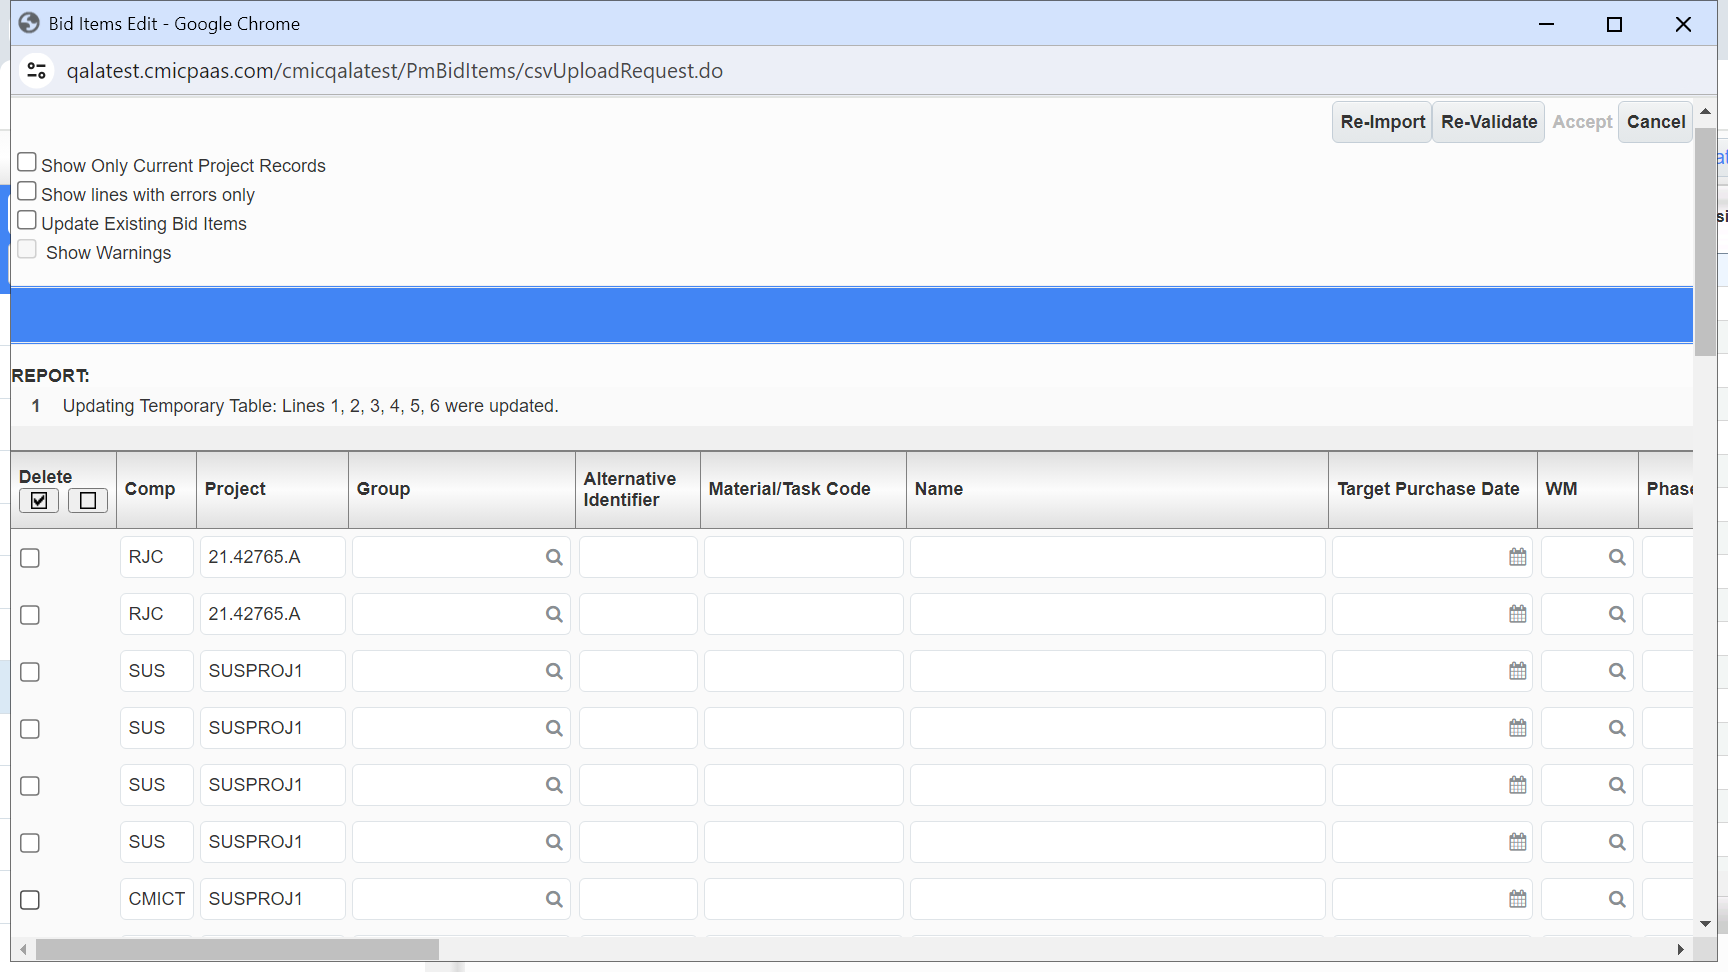 Bid Items Edit - Google Chrome
qalatest.cmicpaas.com/cmicqalatest/PmBidItems/csvUploadRequest.do
Re-Import Re-Validate Accept Cancel
Show Only Current Project Records
Show lines with errors only
Update Existing Bid Items
Show Warnings
REPORT:
1 Updating Temporary Table: Lines 1, 2, 3, 4, 5, 6 were updated.
Delete Comp Project Group Alternative Identifier Material/Task Code Name Target Purchase Date WM Phase
RJC 21.42765.A
RJC 21.42765.A
SUS SUSPROJ1
SUS SUSPROJ1
SUS SUSPROJ1
SUS SUSPROJ1
CMICT SUSPROJ1